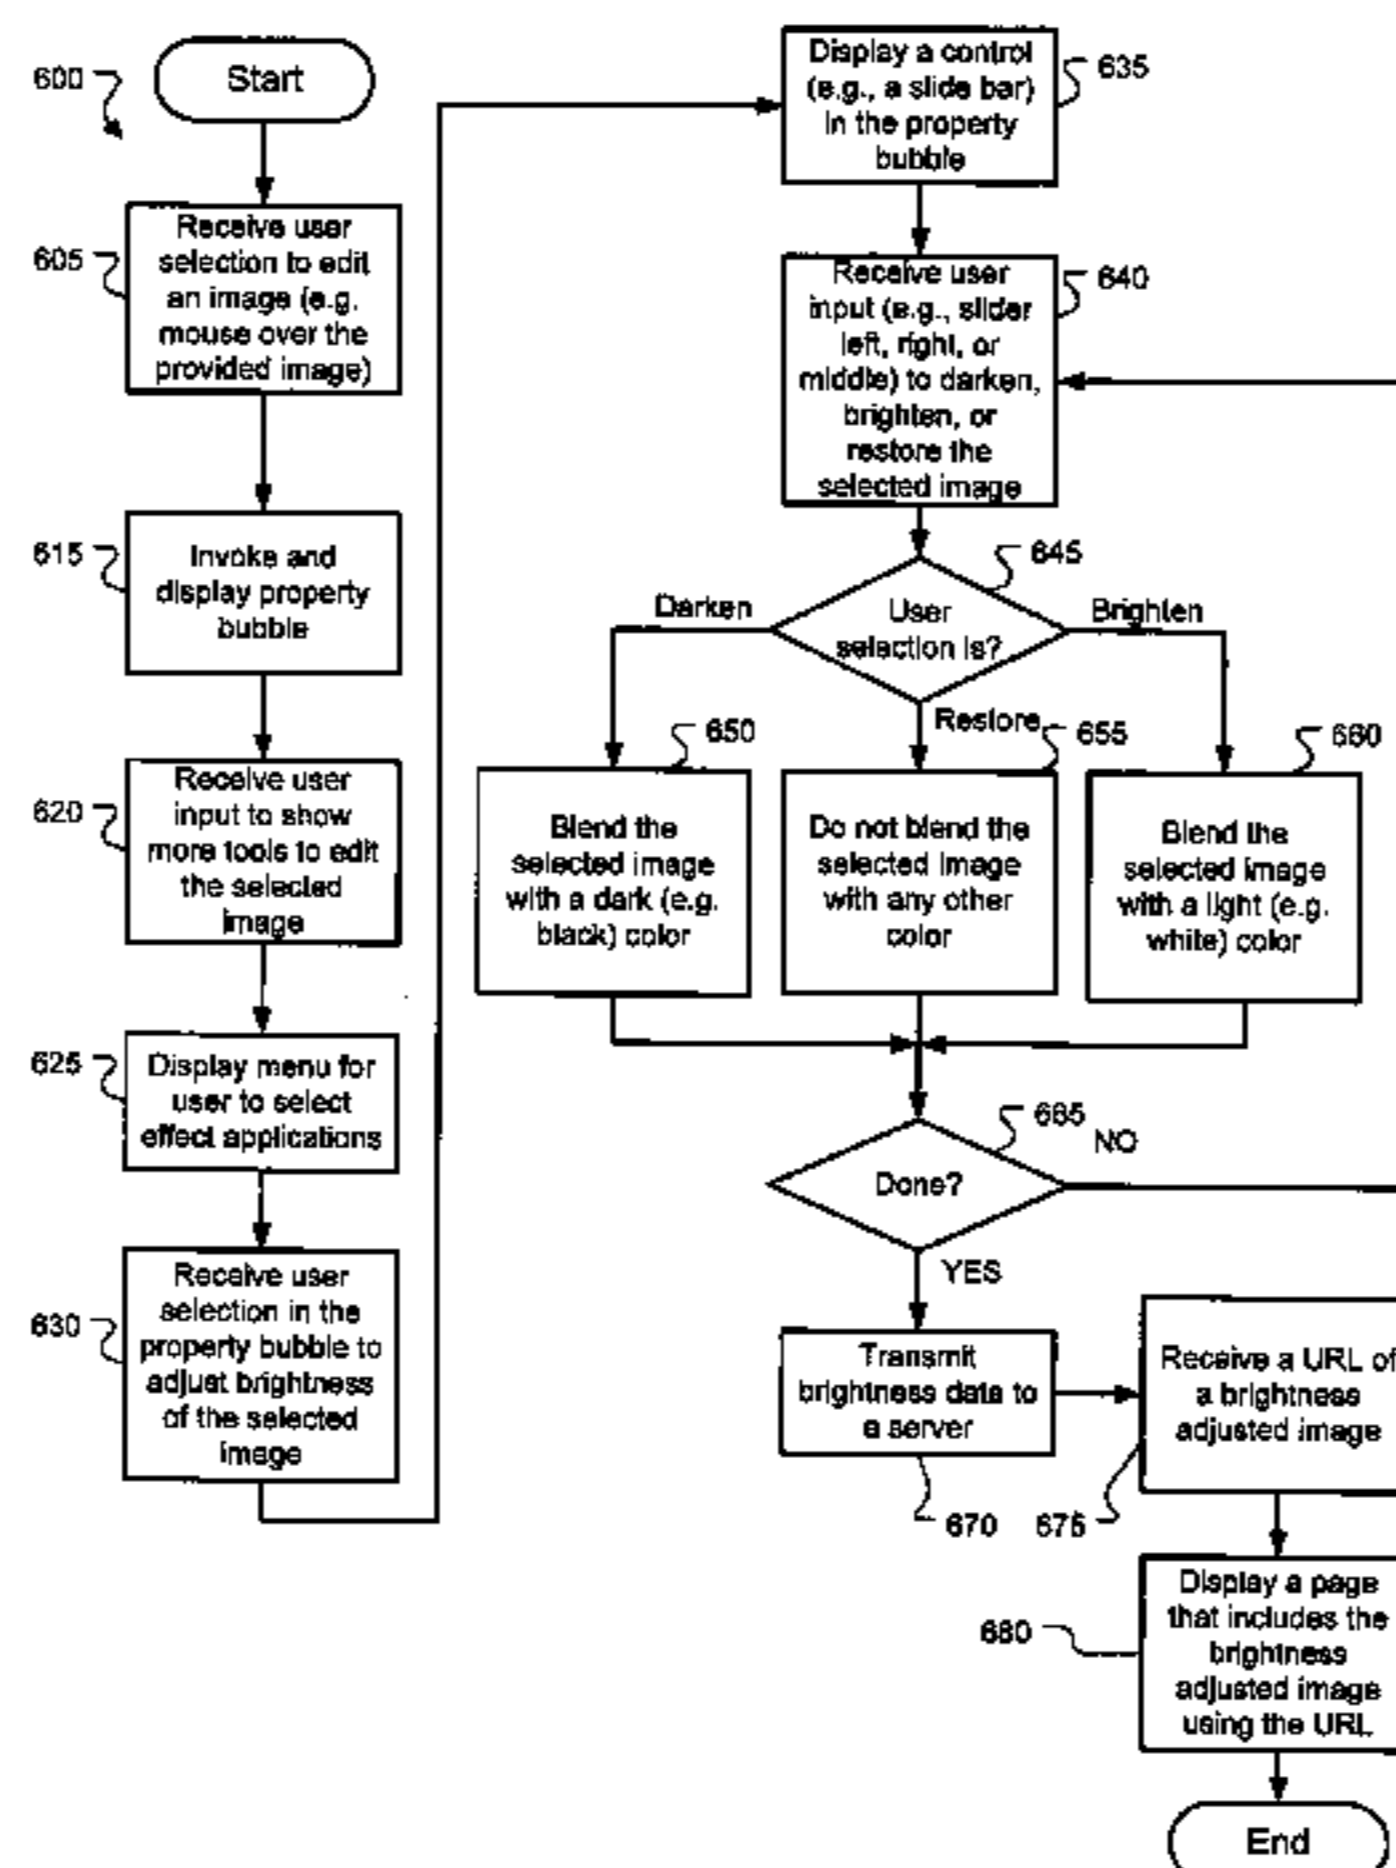 600
Start
605
Receive user
selection to edit
an image (e.g.
mouse over the
provided image)
615
Invoke and
display property
bubble
620
Receive user
input to show
more tools to edit
the selected
image
625
Display menu for
user to select
effect applications
630
Receive user
selection in the
property bubble to
adjust brightness
of the selected
image
635
Display a control
(e.g., a slide bar)
in the property
bubble
640
Receive user
input (e.g., slider
left, right, or
middle) to darken,
brighten, or
restore the
selected image
645
User
selection is?
Darken
Restore
Brighten
650
Blend the
selected image
with a dark (e.g.
black) color
655
Do not blend the
selected image
with any other
color
660
Blend the
selected image
with a light (e.g.
white) color
665
Done?
NO
YES
Transmit
brightness data to
a server
670
675
Receive a URL of
a brightness
adjusted image
680
Display a page
that includes the
brightness
adjusted image
using the URL
End